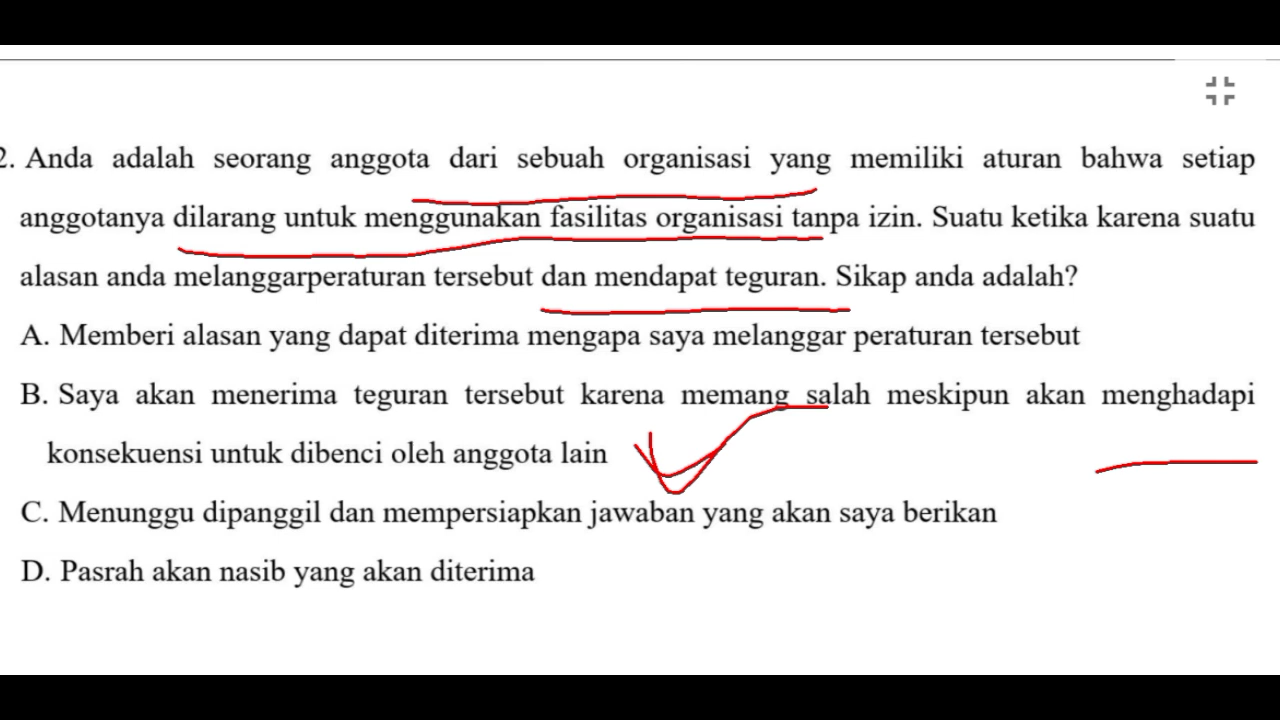 2. Anda adalah seorang anggota dari sebuah organisasi yang memiliki aturan bahwa setiap
anggotanya dilarang untuk menggunakan fasilitas organisasi tanpa izin. Suatu ketika karena suatu
alasan anda melanggarperaturan tersebut dan mendapat teguran. Sikap anda adalah?
A. Memberi alasan yang dapat diterima mengapa saya melanggar peraturan tersebut
B. Saya akan menerima teguran tersebut karena memang salah meskipun akan menghadapi
konsekuensi untuk dibenci oleh anggota lain
C. Menunggu dipanggil dan mempersiapkan jawaban yang akan saya berikan
D. Pasrah akan nasib yang akan diterima